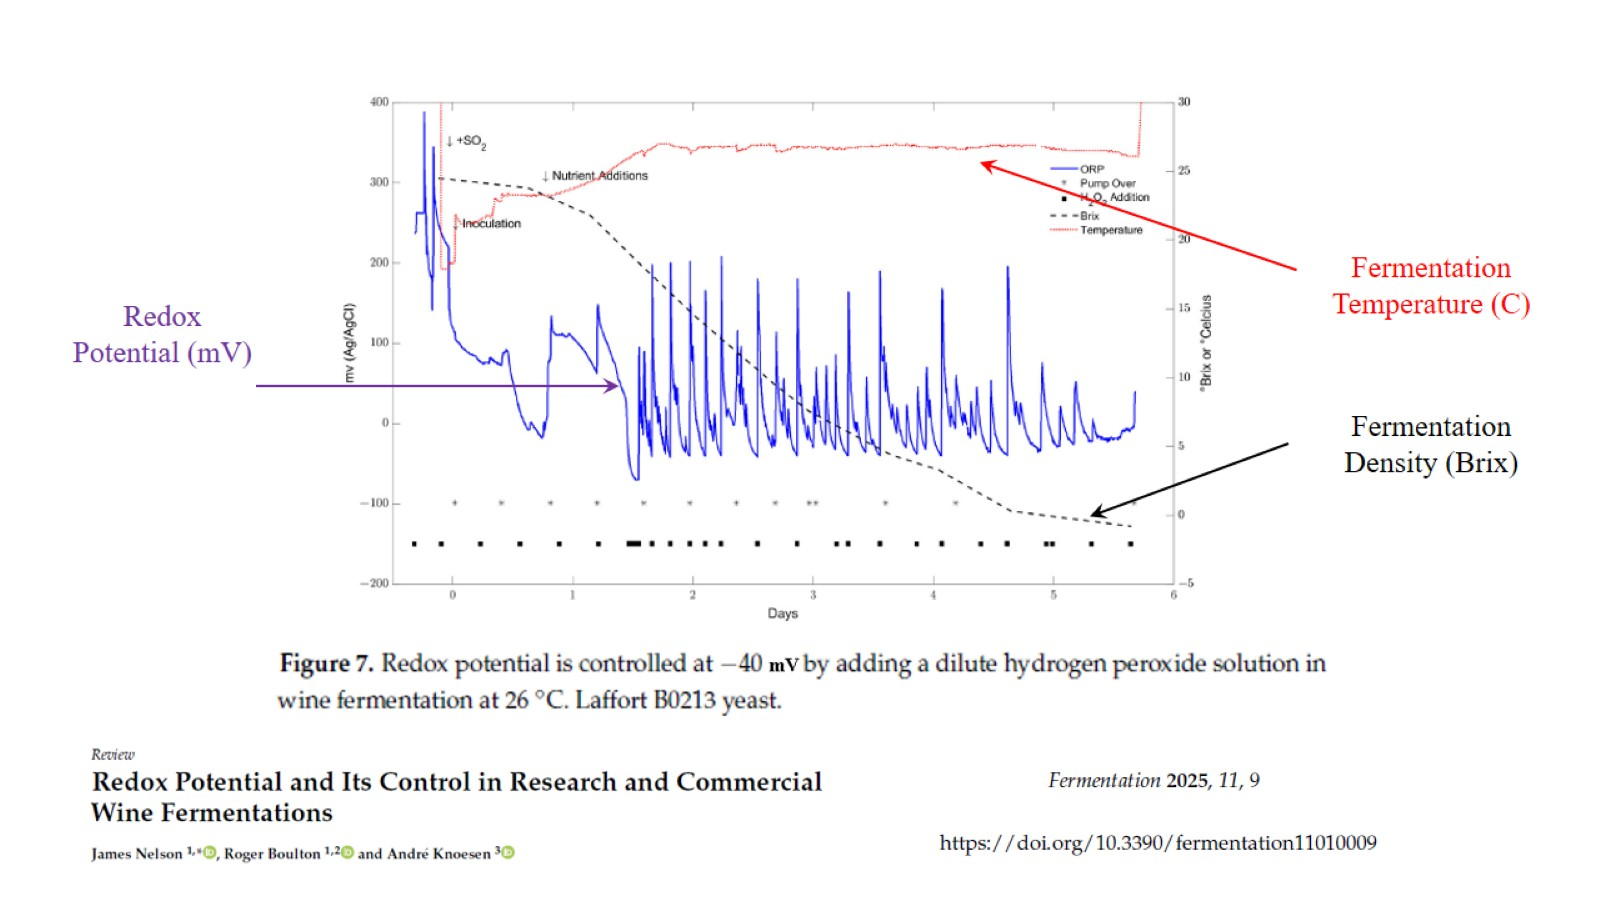 400
300
200
100
0
−100
−200
mv (Ag/AgCl)
30
25
20
15
10
5
0
−5
°Brix or °Celcius
0 1 2 3 4 5 6
Days
↓ +SO2
↓ Nutrient Additions
↓ Inoculation
ORP
Pump Over
H2O2 Addition
Brix
Temperature
Redox
Potential (mV)
Fermentation
Temperature (C)
Fermentation
Density (Brix)
Figure 7. Redox potential is controlled at −40 mV by adding a dilute hydrogen peroxide solution in
wine fermentation at 26 °C. Laffort B0213 yeast.
Review
Redox Potential and Its Control in Research and Commercial
Wine Fermentations
James Nelson 1,*, Roger Boulton 1,2 and André Knoesen 3
Fermentation 2025, 11, 9
https://doi.org/10.3390/fermentation11010009